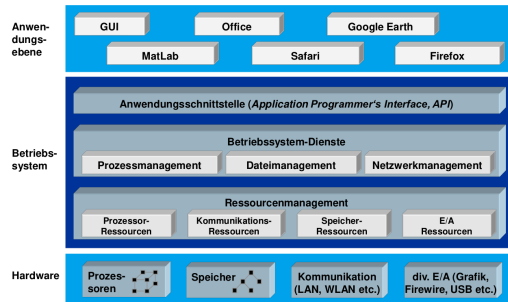 Anwen-
dungs-
ebene
GUI
Office
Google Earth
MatLab
Safari
Firefox
Betriebs-
system
Anwendungsschnittstelle (Application Programmer's Interface, API)
Betriebssystem-Dienste
Prozessmanagement
Dateimanagement
Netzwerkmanagement
Ressourcenmanagement
Prozessor-
Ressourcen
Kommunikations-
Ressourcen
Speicher-
Ressourcen
E/A
Ressourcen
Hardware
Prozes-
soren
Speicher
Kommunikation
(LAN, WLAN etc.)
div. E/A (Grafik,
Firewire, USB etc.)